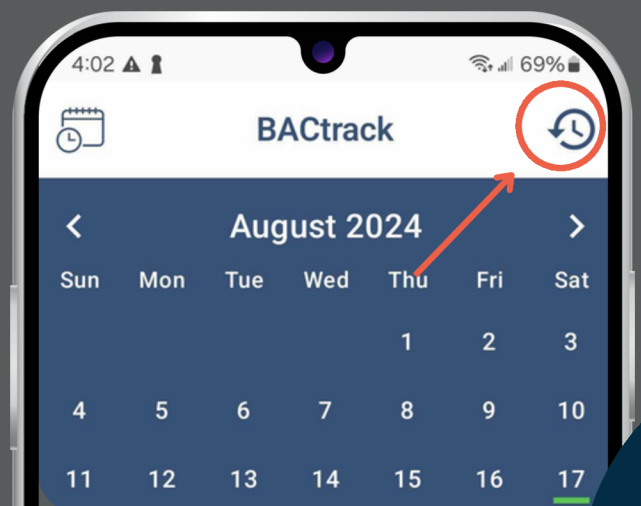 4:02 69%
BACtrack
August 2024
Sun Mon Tue Wed Thu Fri Sat
1 2 3
4 5 6 7 8 9 10
11 12 13 14 15 16 17